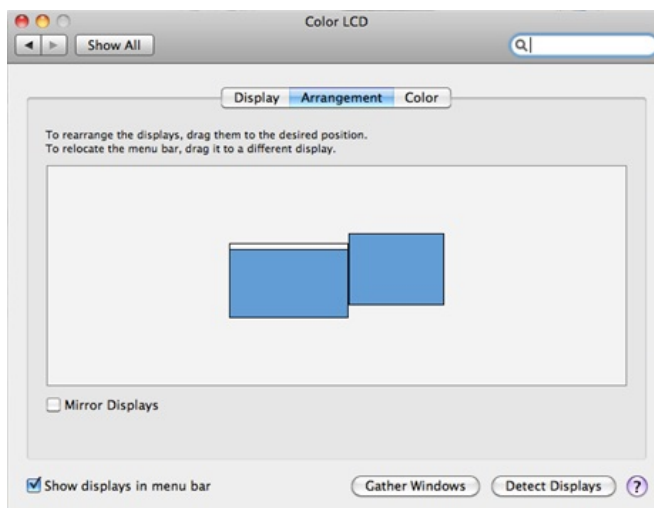 Color LCD
Show All
Display Arrangement Color
To rearrange the displays, drag them to the desired position.
To relocate the menu bar, drag it to a different display.
Mirror Displays
Show displays in menu bar Gather Windows Detect Displays ?